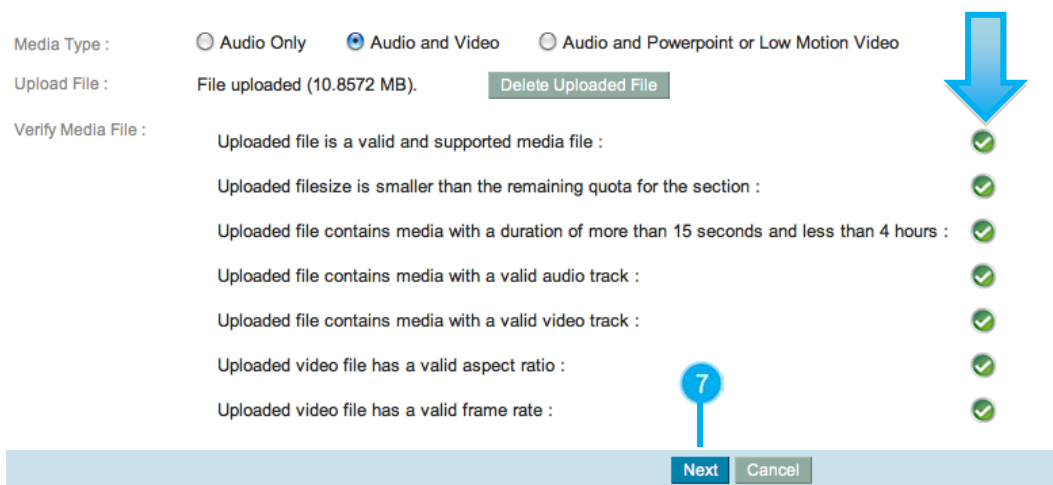 Media Type : Audio Only Audio and Video Audio and Powerpoint or Low Motion Video
Upload File : File uploaded (10.8572 MB). Delete Uploaded File
Verify Media File :
Uploaded file is a valid and supported media file :
Uploaded filesize is smaller than the remaining quota for the section :
Uploaded file contains media with a duration of more than 15 seconds and less than 4 hours :
Uploaded file contains media with a valid audio track :
Uploaded file contains media with a valid video track :
Uploaded video file has a valid aspect ratio :
7
Uploaded video file has a valid frame rate :
Next Cancel